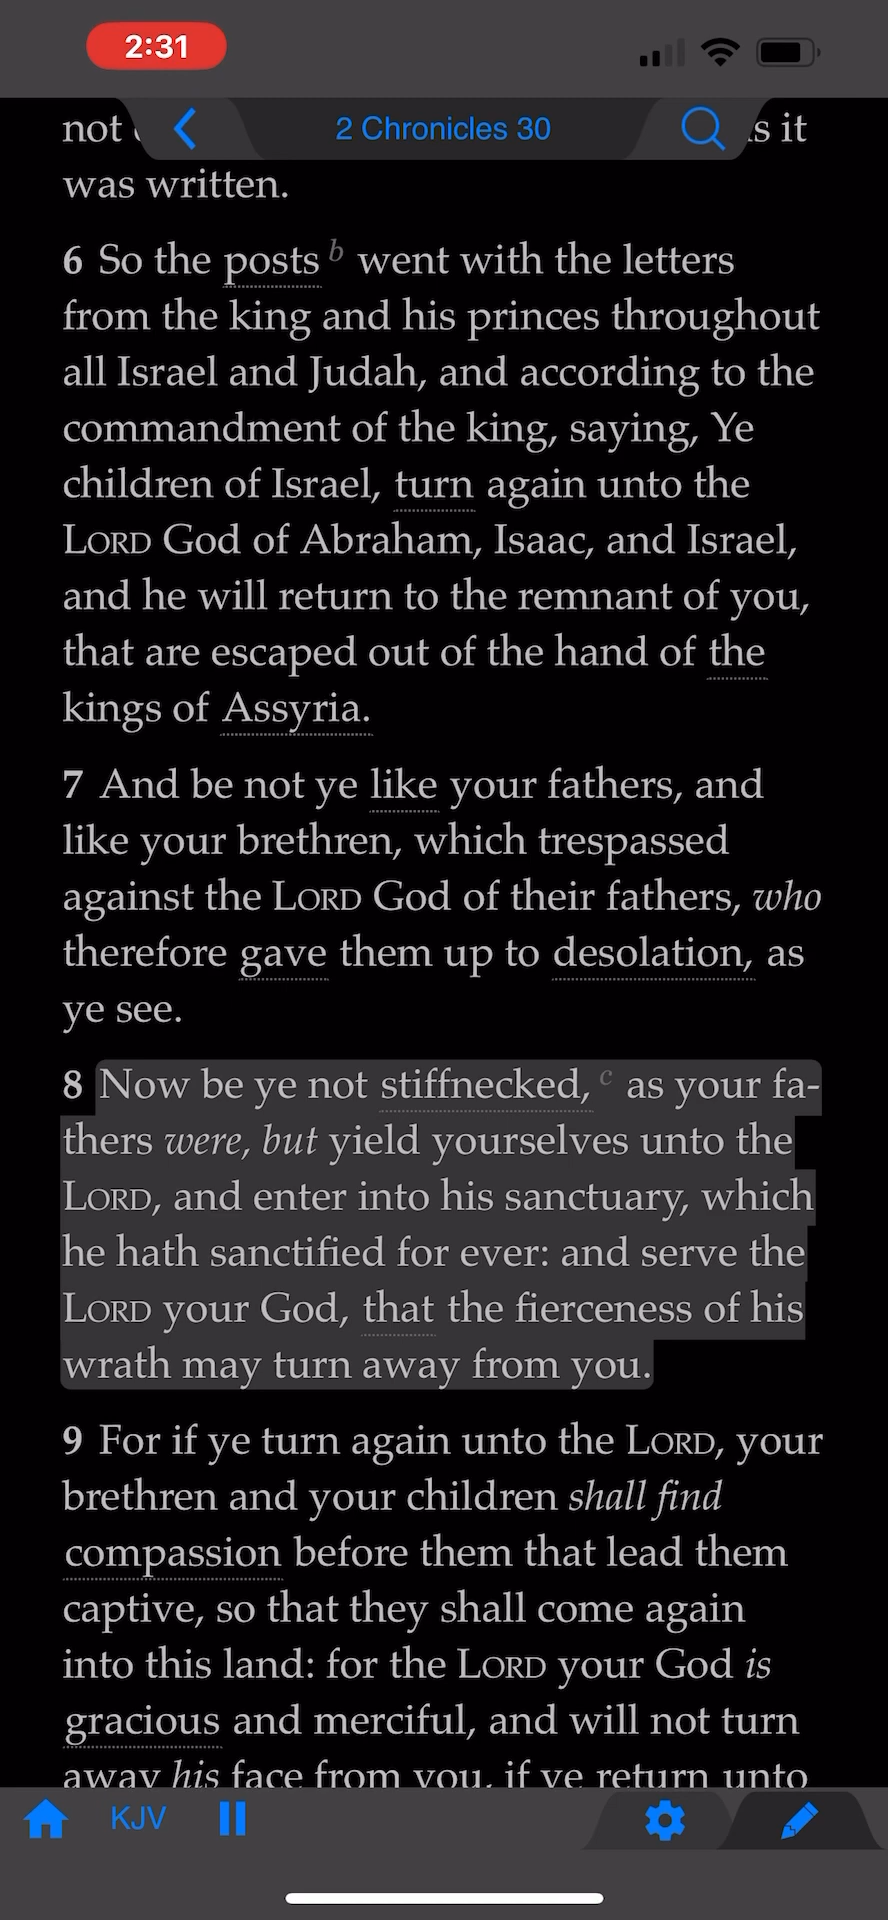 2:31
2 Chronicles 30
not s it
was written.
6 So the posts b went with the letters
from the king and his princes throughout
all Israel and Judah, and according to the
commandment of the king, saying, Ye
children of Israel, turn again unto the
LORD God of Abraham, Isaac, and Israel,
and he will return to the remnant of you,
that are escaped out of the hand of the
kings of Assyria.
7 And be not ye like your fathers, and
like your brethren, which trespassed
against the LORD God of their fathers, who
therefore gave them up to desolation, as
ye see.
8 Now be ye not stiffnecked, c as your fa-
thers were, but yield yourselves unto the
LORD, and enter into his sanctuary, which
he hath sanctified for ever: and serve the
LORD your God, that the fierceness of his
wrath may turn away from you.
9 For if ye turn again unto the LORD, your
brethren and your children shall find
compassion before them that lead them
captive, so that they shall come again
into this land: for the LORD your God is
gracious and merciful, and will not turn
away his face from you, if ye return unto
KJV